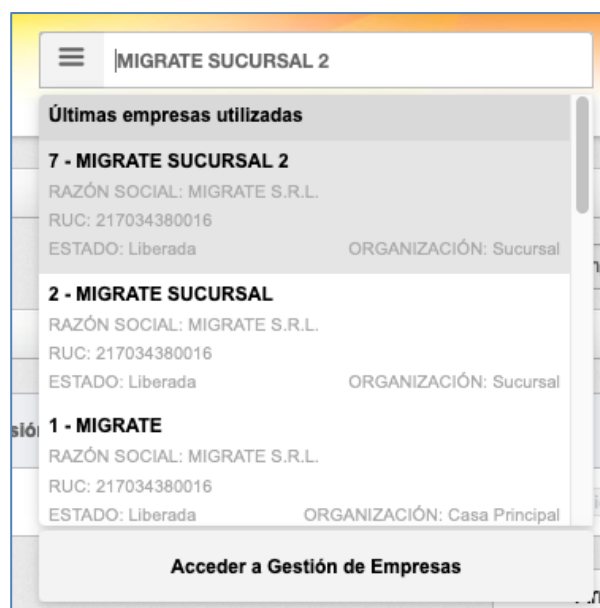 MIGRATE SUCURSAL 2
Últimas empresas utilizadas
7 - MIGRATE SUCURSAL 2
RAZÓN SOCIAL: MIGRATE S.R.L.
RUC: 217034380016
ESTADO: Liberada ORGANIZACIÓN: Sucursal
2 - MIGRATE SUCURSAL
RAZÓN SOCIAL: MIGRATE S.R.L.
RUC: 217034380016
ESTADO: Liberada ORGANIZACIÓN: Sucursal
1 - MIGRATE
RAZÓN SOCIAL: MIGRATE S.R.L.
RUC: 217034380016
ESTADO: Liberada ORGANIZACIÓN: Casa Principal
Acceder a Gestión de Empresas